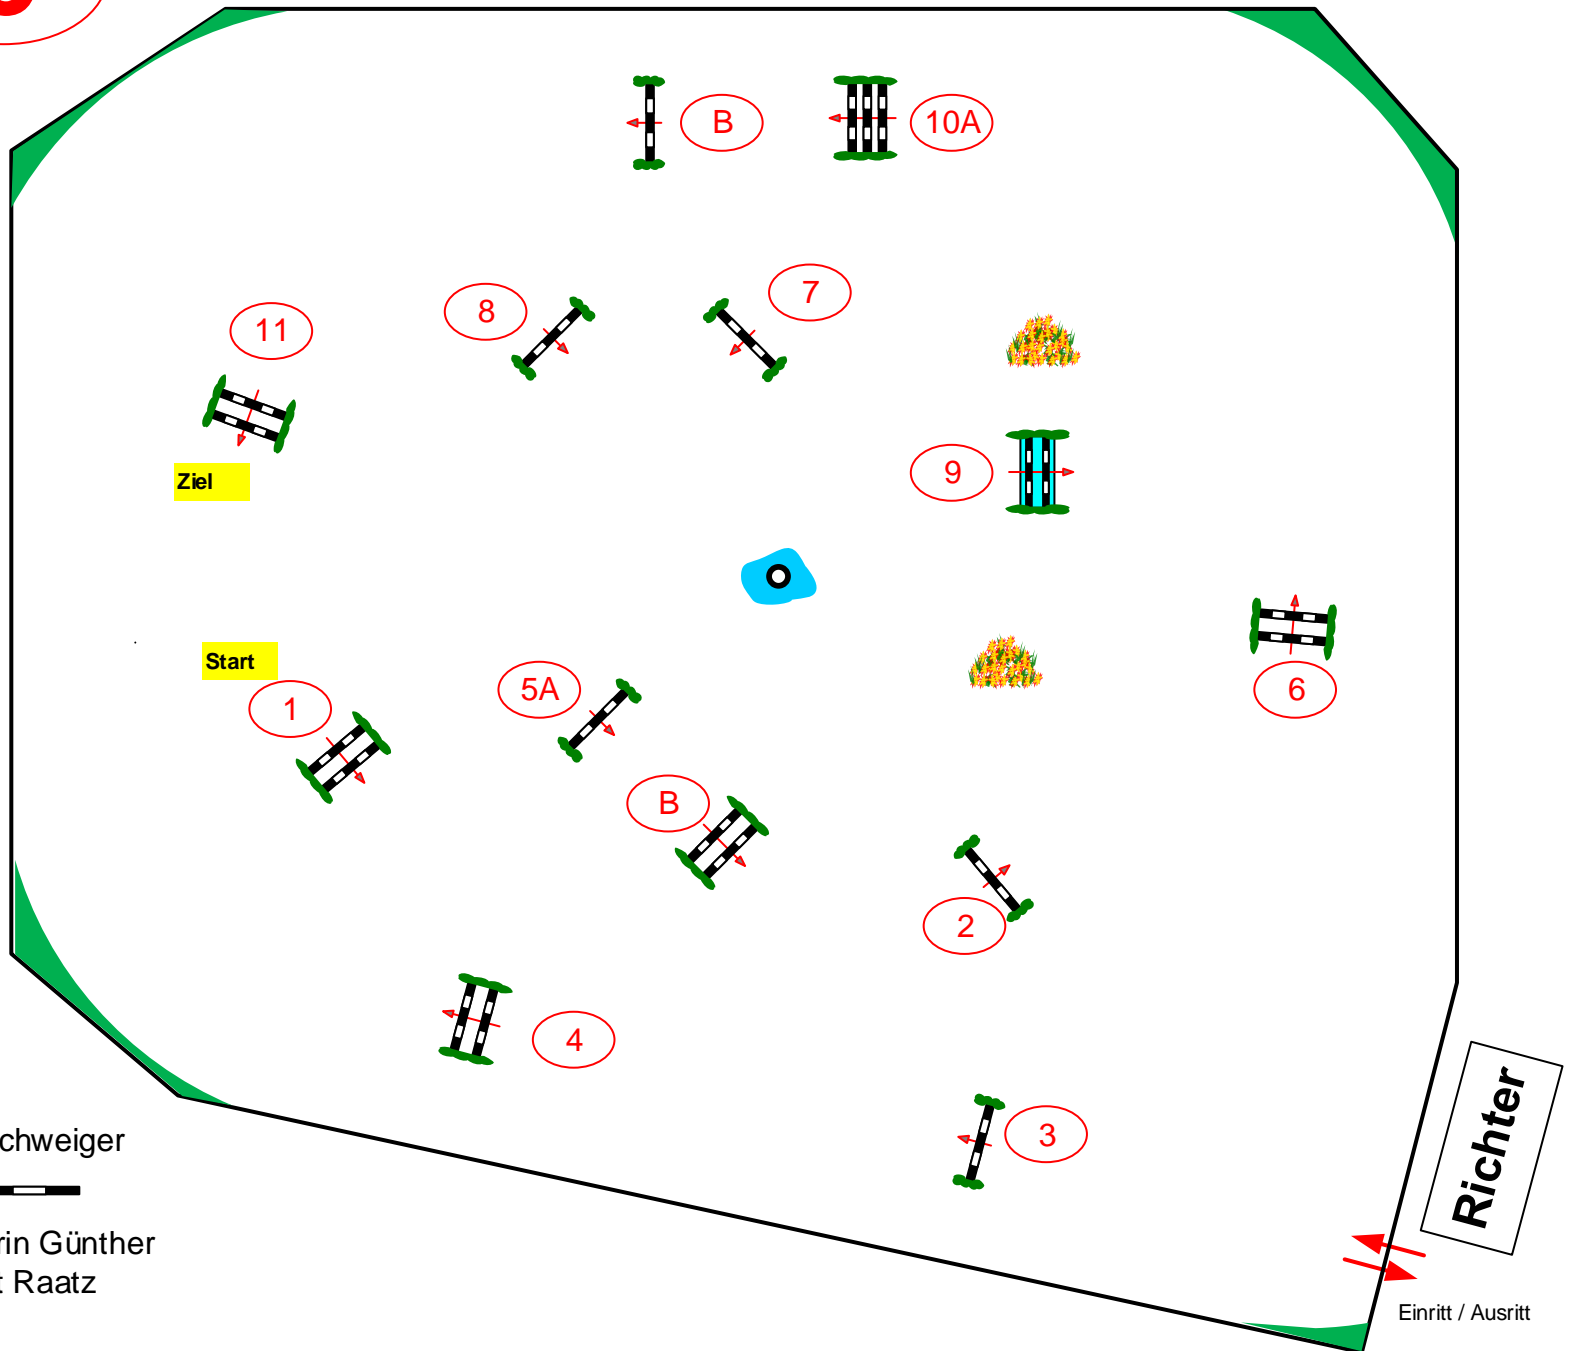 B
10A
7
8
11
9
Ziel
Start
1
5A
6
B
2
4
3
Richter
chweiger
rin Günther
t Raatz
Einritt / Ausritt